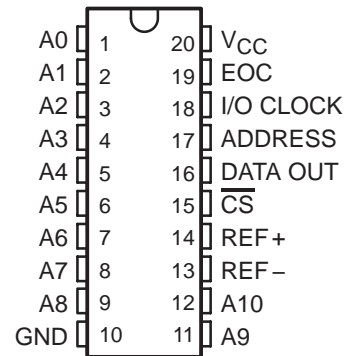 A0 1 20 VCC
A1 2 19 EOC
A2 3 18 I/O CLOCK
A3 4 17 ADDRESS
A4 5 16 DATA OUT
A5 6 15 C̅S̅
A6 7 14 REF+
A7 8 13 REF−
A8 9 12 A10
GND 10 11 A9